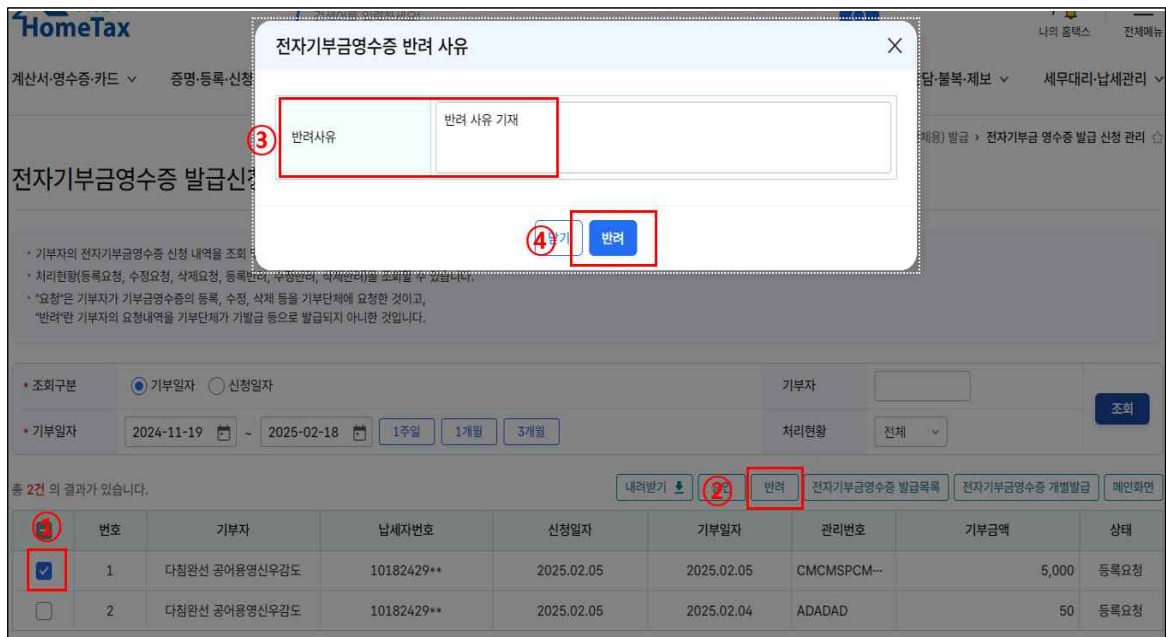 HomeTax
나의 홈택스
전체메뉴
계산서·영수증·카드
증명·등록·신청
담·불복·제보
세무대리·납세관리
전자기부금영수증 반려 사유
③
반려사유
반려 사유 기재
④
닫기
반려
발급 › 전자기부금 영수증 발급 신청 관리
전자기부금영수증 발급신청
· 기부자의 전자기부금영수증 신청 내역을 조회
· 처리현황(등록요청, 수정요청, 삭제요청, 등록반려, 수정반려, 삭제반려)을 조회할 수 있습니다.
· "요청"은 기부자가 기부금영수증의 등록, 수정, 삭제 등을 기부단체에 요청한 것이고,
"반려"란 기부자의 요청내역을 기부단체가 기발급 등으로 발급되지 아니한 것입니다.
• 조회구분
기부일자
신청일자
기부자
조회
• 기부일자
2024-11-19 ~ 2025-02-18
1주일
1개월
3개월
처리현황
전체
총 2건 의 결과가 있습니다.
내려받기
②
반려
전자기부금영수증 발급목록
전자기부금영수증 개별발급
메인화면
① 번호 기부자 납세자번호 신청일자 기부일자 관리번호 기부금액 상태
1 다침완선 공어용영신우감도 10182429** 2025.02.05 2025.02.05 CMCMSPCM··· 5,000 등록요청
2 다침완선 공어용영신우감도 10182429** 2025.02.05 2025.02.04 ADADAD 50 등록요청